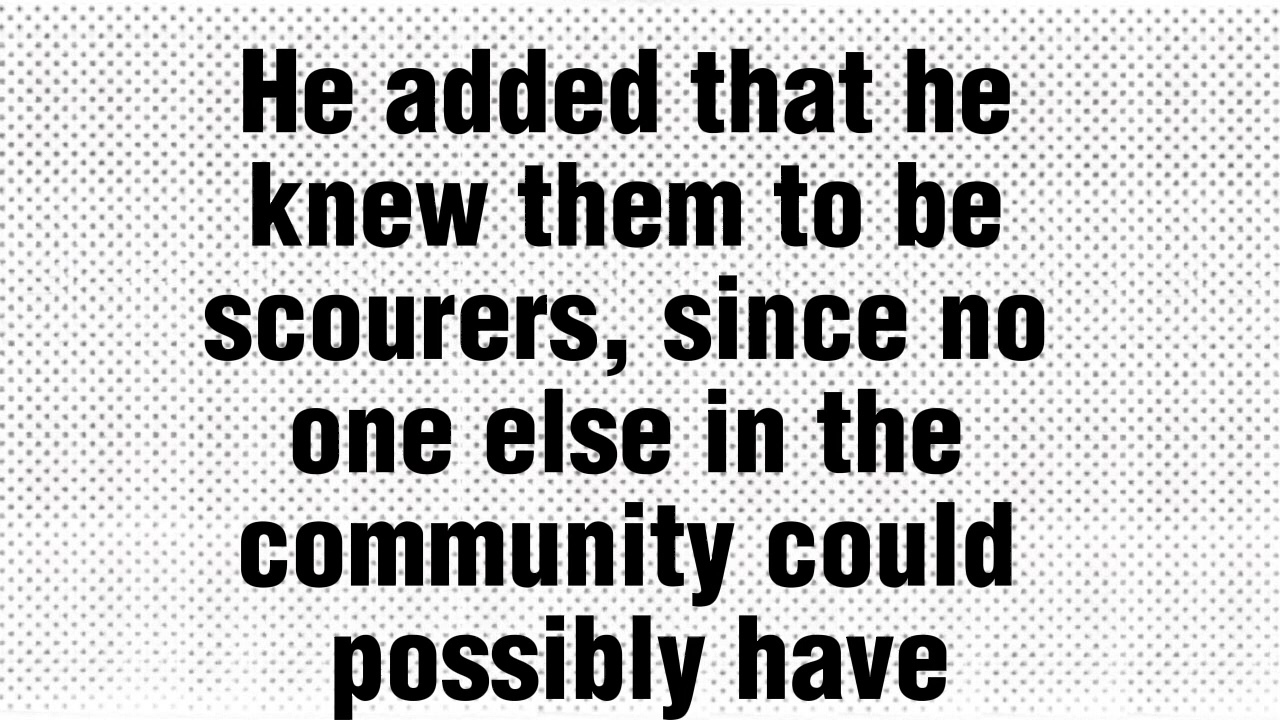 He added that he
knew them to be
scourers, since no
one else in the
community could
possibly have